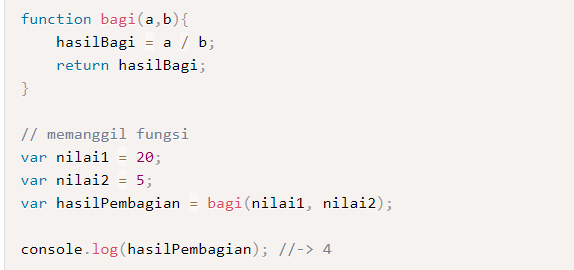 function bagi(a,b){
    hasilBagi = a / b;
    return hasilBagi;
}

// memanggil fungsi
var nilai1 = 20;
var nilai2 = 5;
var hasilPembagian = bagi(nilai1, nilai2);

console.log(hasilPembagian); //-> 4